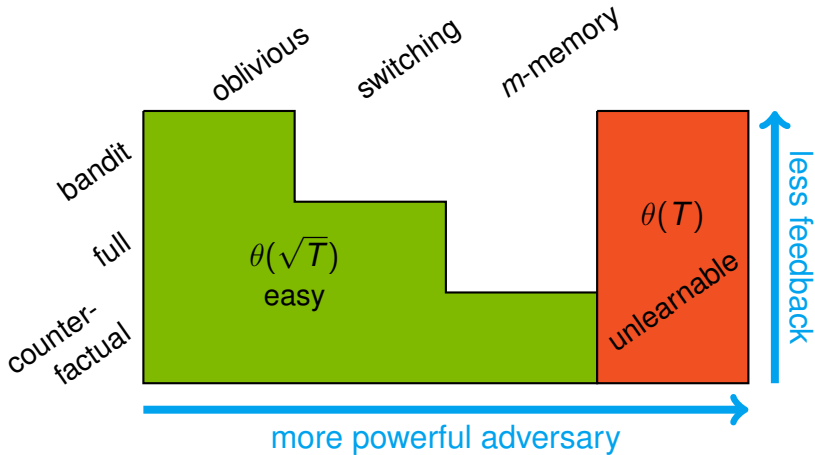 oblivious
switching
m-memory
bandit
full
counter-
factual
θ(√T)
easy
θ(T)
unlearnable
less feedback
more powerful adversary